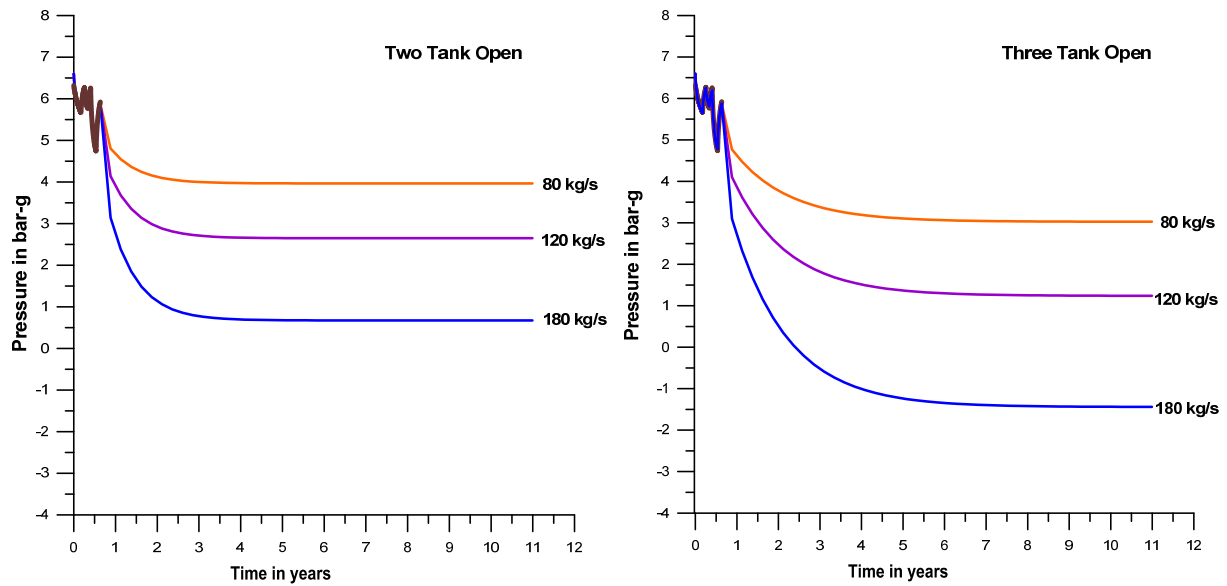 Two Tank Open
Pressure in bar-g
8
7
6
5
4
3
2
1
0
-1
-2
-3
-4
80 kg/s
120 kg/s
180 kg/s
0 1 2 3 4 5 6 7 8 9 10 11 12
Time in years
Three Tank Open
Pressure in bar-g
8
7
6
5
4
3
2
1
0
-1
-2
-3
-4
80 kg/s
120 kg/s
180 kg/s
0 1 2 3 4 5 6 7 8 9 10 11 12
Time in years